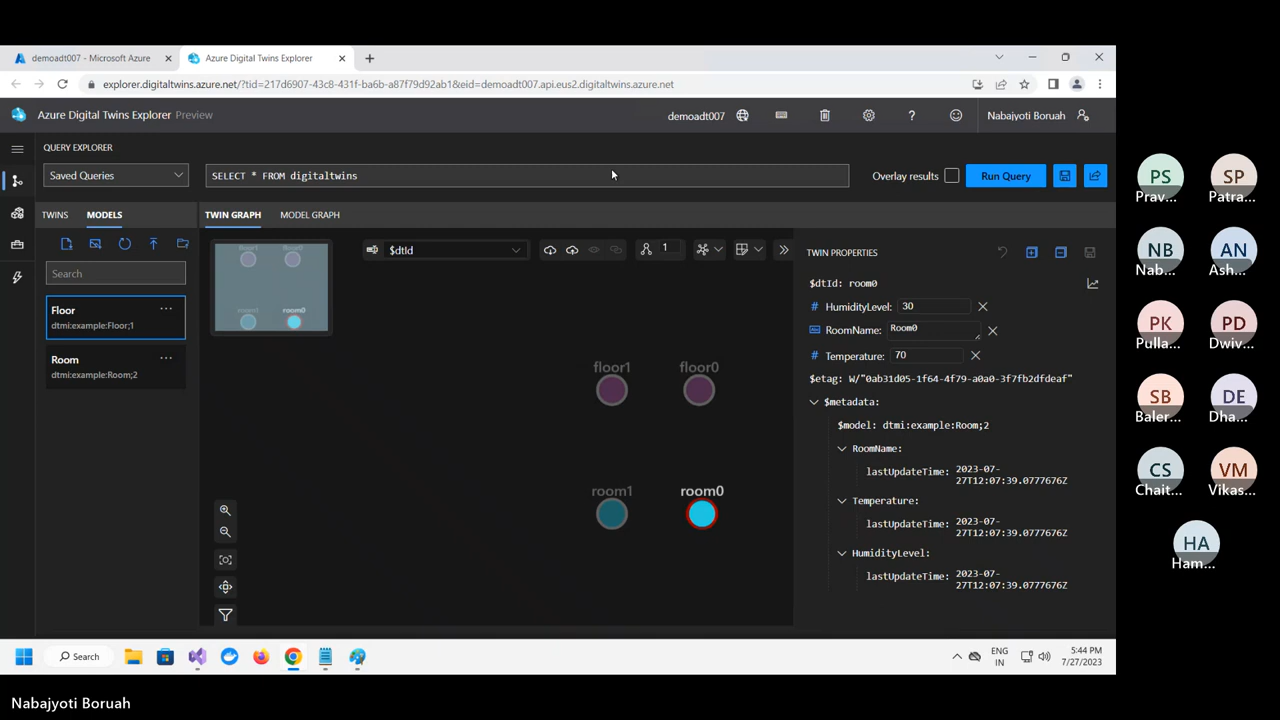 demoadt007 - Microsoft Azure
Azure Digital Twins Explorer
explorer.digitaltwins.azure.net/?tid=217d6907-43c8-431f-ba6b-a87f79d92ab1&eid=demoadt007.api.eus2.digitaltwins.azure.net
Azure Digital Twins Explorer Preview
demoadt007
Nabajyoti Boruah
QUERY EXPLORER
Saved Queries
SELECT * FROM digitaltwins
Overlay results
Run Query
TWINS
MODELS
TWIN GRAPH
MODEL GRAPH
Search
Floor
dtmi:example:Floor;1
Room
dtmi:example:Room;2
floor1
floor0
room1
room0
$dtId
1
floor1
floor0
room1
room0
TWIN PROPERTIES
$dtId: room0
HumidityLevel: 30
RoomName: Room0
Temperature: 70
$etag: W/"0ab31d05-1f64-4f79-a0a0-3f7fb2dfdeaf"
$metadata:
$model: dtmi:example:Room;2
RoomName:
lastUpdateTime: 2023-07-
27T12:07:39.0777676Z
Temperature:
lastUpdateTime: 2023-07-
27T12:07:39.0777676Z
HumidityLevel:
lastUpdateTime: 2023-07-
27T12:07:39.0777676Z
PS
Prav...
SP
Patra...
NB
Nab...
AN
Ash...
PK
Pulla...
PD
Dwiv...
SB
Baler...
DE
Dha...
CS
Chait...
VM
Vikas...
HA
Ham...
Search
ENG
IN
5:44 PM
7/27/2023
Nabajyoti Boruah